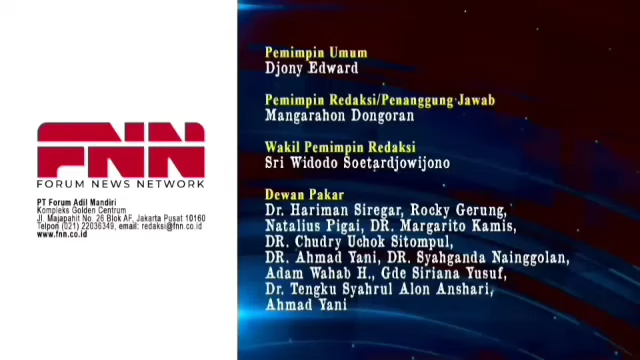 FNN
FORUM NEWS NETWORK
PT Forum Adil Mandiri
Kompleks Golden Centrum
Jl. Majapahit No. 26 Blok AF, Jakarta Pusat 10160
Telpon (021) 22036349, email: redaksi@fnn.co.id
www.fnn.co.id
Pemimpin Umum
Djony Edward
Pemimpin Redaksi/Penanggung Jawab
Mangarahon Dongoran
Wakil Pemimpin Redaksi
Sri Widodo Soetardjowijono
Dewan Pakar
Dr. Hariman Siregar, Rocky Gerung,
Natalius Pigai, DR. Margarito Kamis,
DR. Chudry Uchok Sitompul,
DR. Ahmad Yani, DR. Syahganda Nainggolan,
Adam Wahab H., Gde Siriana Yusuf,
Dr. Tengku Syahrul Alon Anshari,
Ahmad Yani